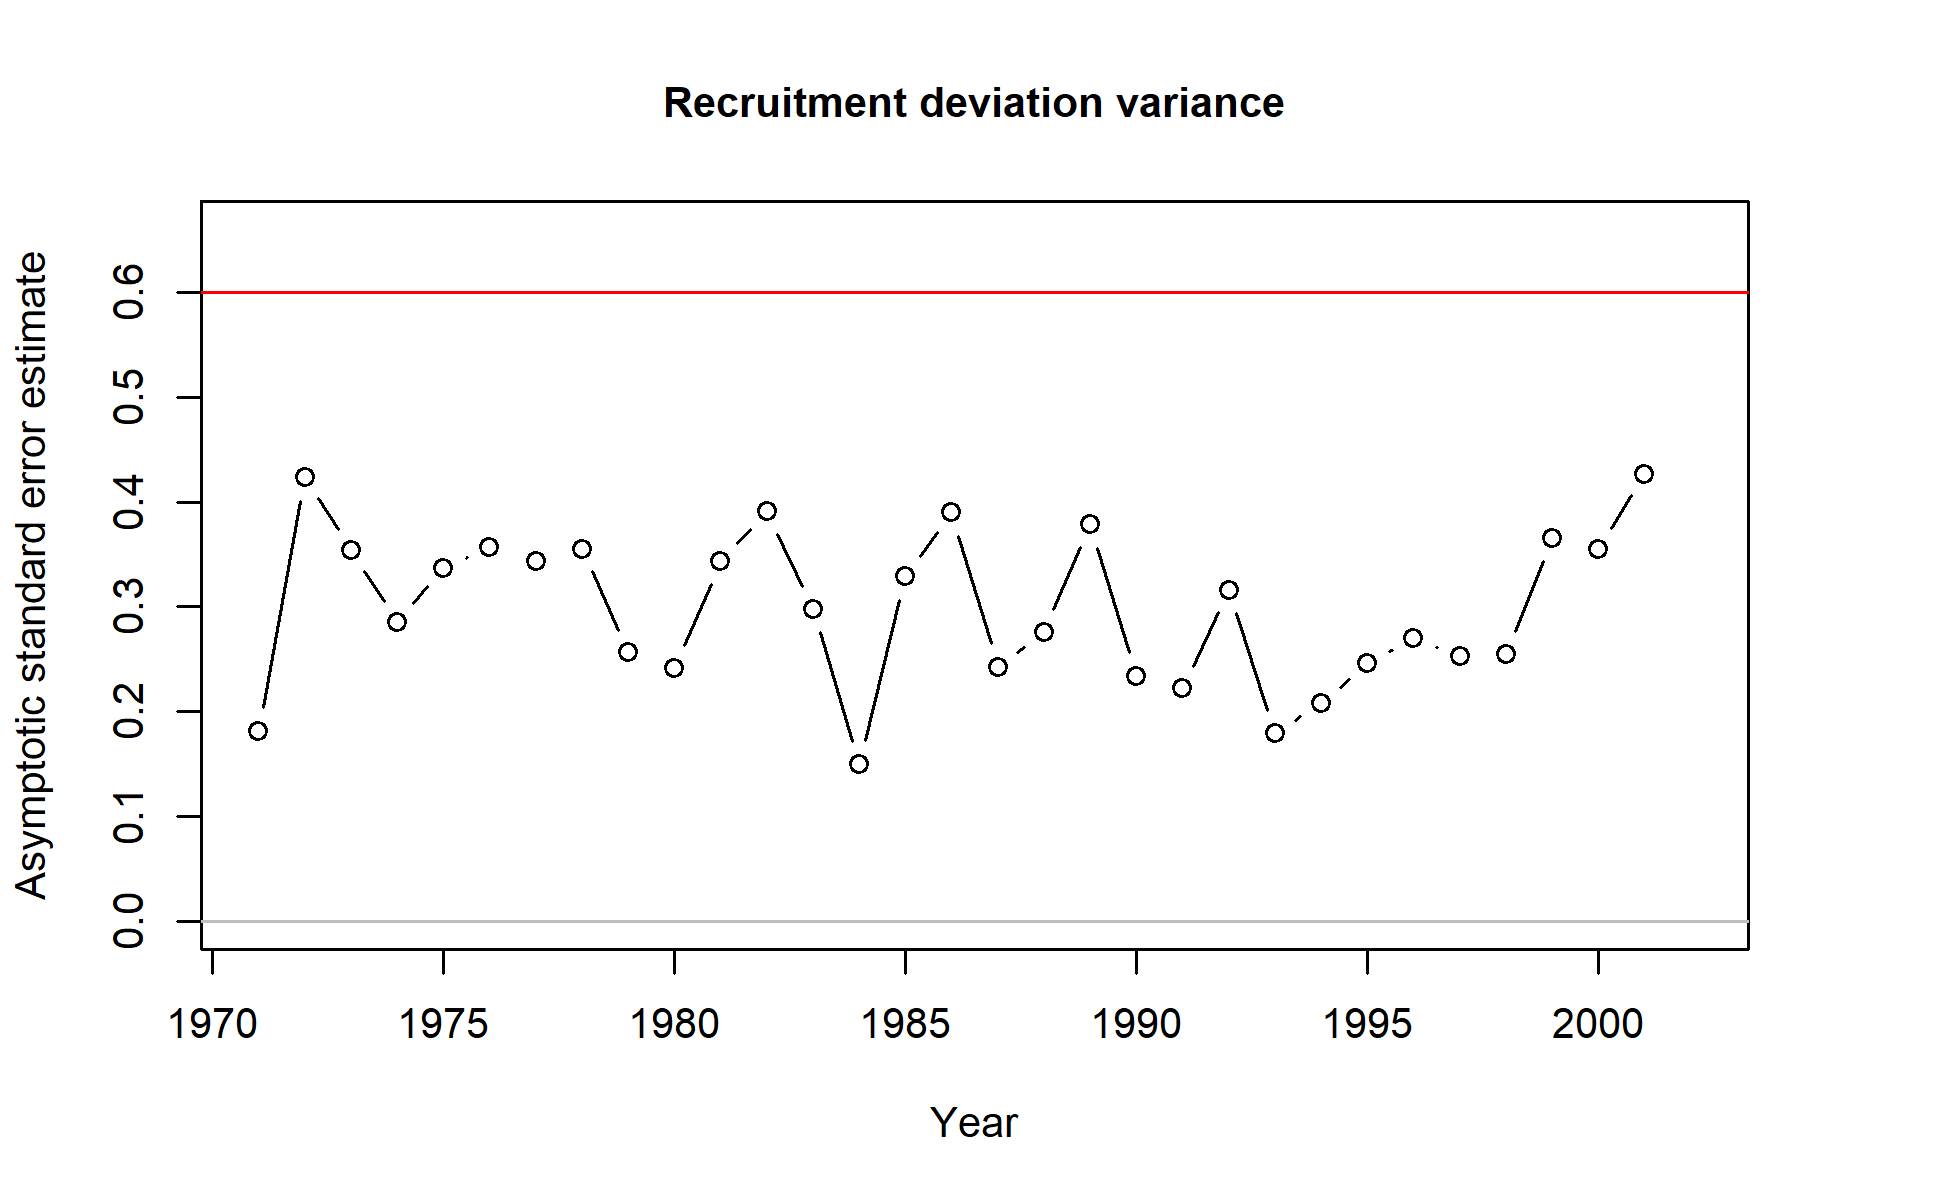 Recruitment deviation variance
Asymptotic standard error estimate
0.6
0.5
0.4
0.3
0.2
0.1
0.0
1970 1975 1980 1985 1990 1995 2000
Year